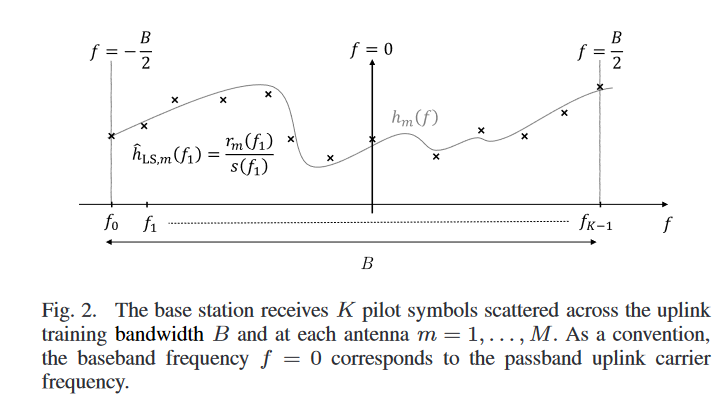 f = −B/2
f = 0
f = B/2
h_m(f)
ĥ_LS,m(f_1) = r_m(f_1)/s(f_1)
f_0 f_1 f_{K−1} f
B
Fig. 2. The base station receives K pilot symbols scattered across the uplink
training bandwidth B and at each antenna m = 1, . . . , M. As a convention,
the baseband frequency f = 0 corresponds to the passband uplink carrier
frequency.